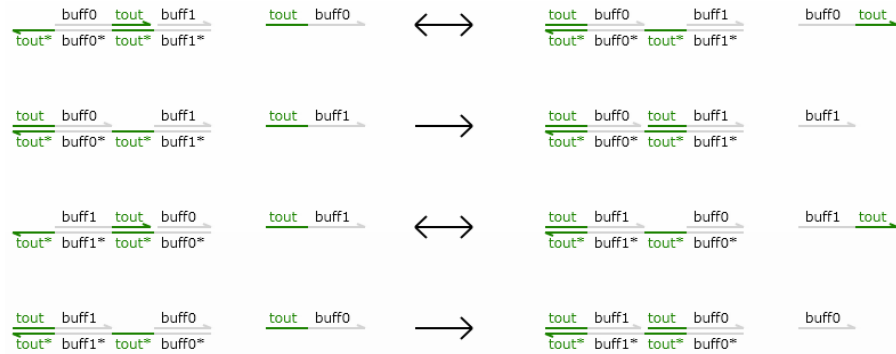 buff0 tout buff1 tout buff0 tout buff0 buff1 buff0 tout
tout* buff0* tout* buff1* tout* buff0* tout* buff1*
tout buff0 buff1 tout buff1 tout buff0 tout buff1 buff1
tout* buff0* tout* buff1* tout* buff0* tout* buff1*
buff1 tout buff0 tout buff1 tout buff1 buff0 buff1 tout
tout* buff1* tout* buff0* tout* buff1* tout* buff0*
tout buff1 buff0 tout buff0 tout buff1 tout buff0 buff0
tout* buff1* tout* buff0* tout* buff1* tout* buff0*